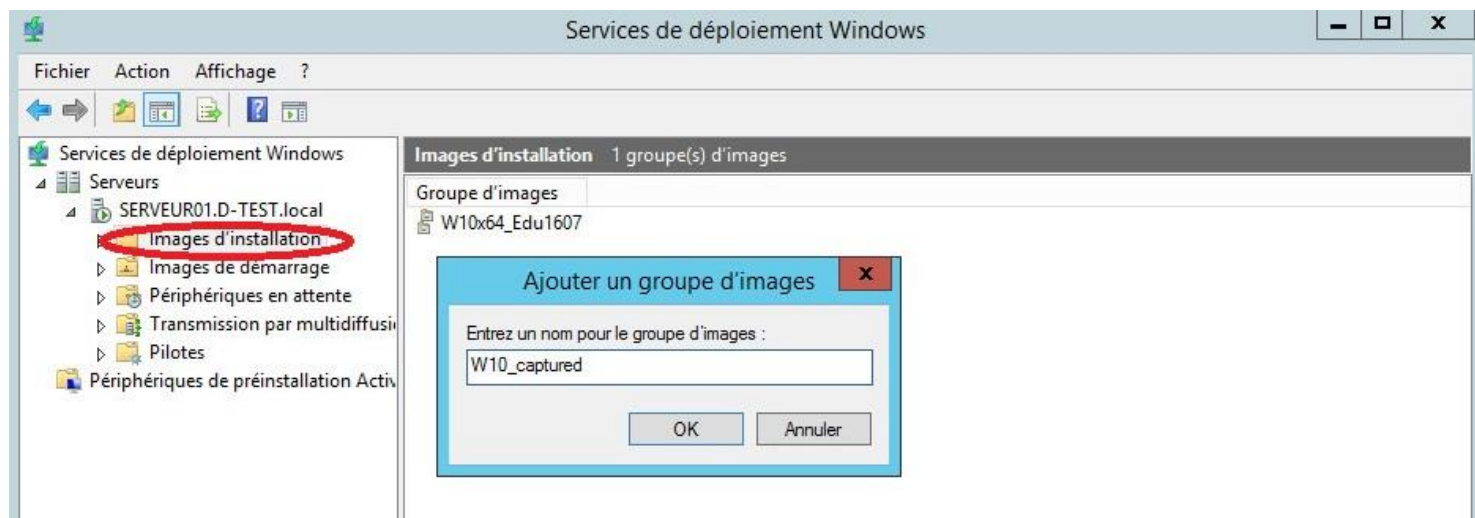 Services de déploiement Windows
Fichier Action Affichage ?
Services de déploiement Windows
Serveurs
SERVEUR01.D-TEST.local
Images d'installation
Images de démarrage
Périphériques en attente
Transmission par multidiffusi
Pilotes
Périphériques de préinstallation Activ
Images d'installation 1 groupe(s) d'images
Groupe d'images
W10x64_Edu1607
Ajouter un groupe d'images
Entrez un nom pour le groupe d'images :
W10_captured
OK Annuler